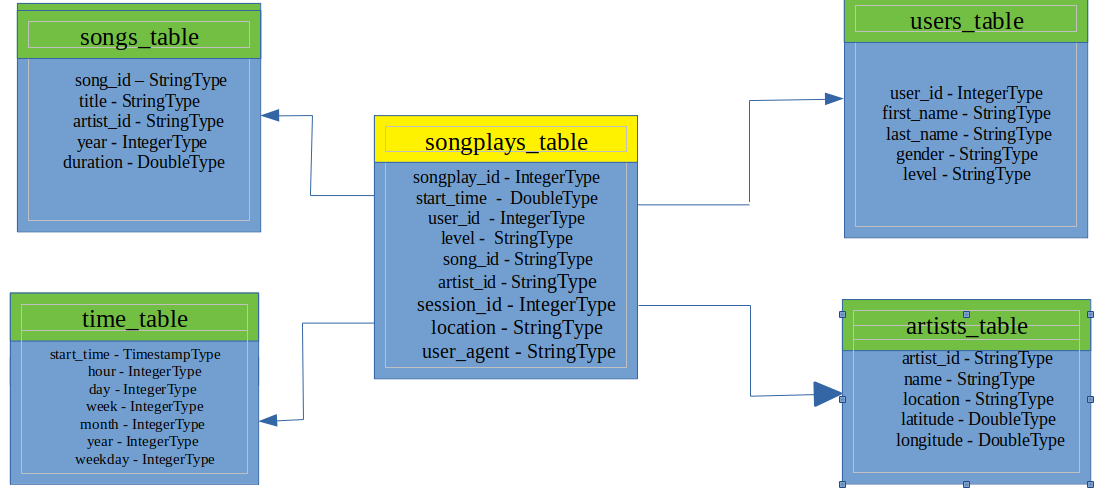 songs_table
song_id – StringType
title - StringType
artist_id - StringType
year - IntegerType
duration - DoubleType
users_table
user_id - IntegerType
first_name - StringType
last_name - StringType
gender - StringType
level - StringType
songplays_table
songplay_id - IntegerType
start_time - DoubleType
user_id - IntegerType
level - StringType
song_id - StringType
artist_id - StringType
session_id - IntegerType
location - StringType
user_agent - StringType
time_table
start_time - TimestampType
hour - IntegerType
day - IntegerType
week - IntegerType
month - IntegerType
year - IntegerType
weekday - IntegerType
artists_table
artist_id - StringType
name - StringType
location - StringType
latitude - DoubleType
longitude - DoubleType